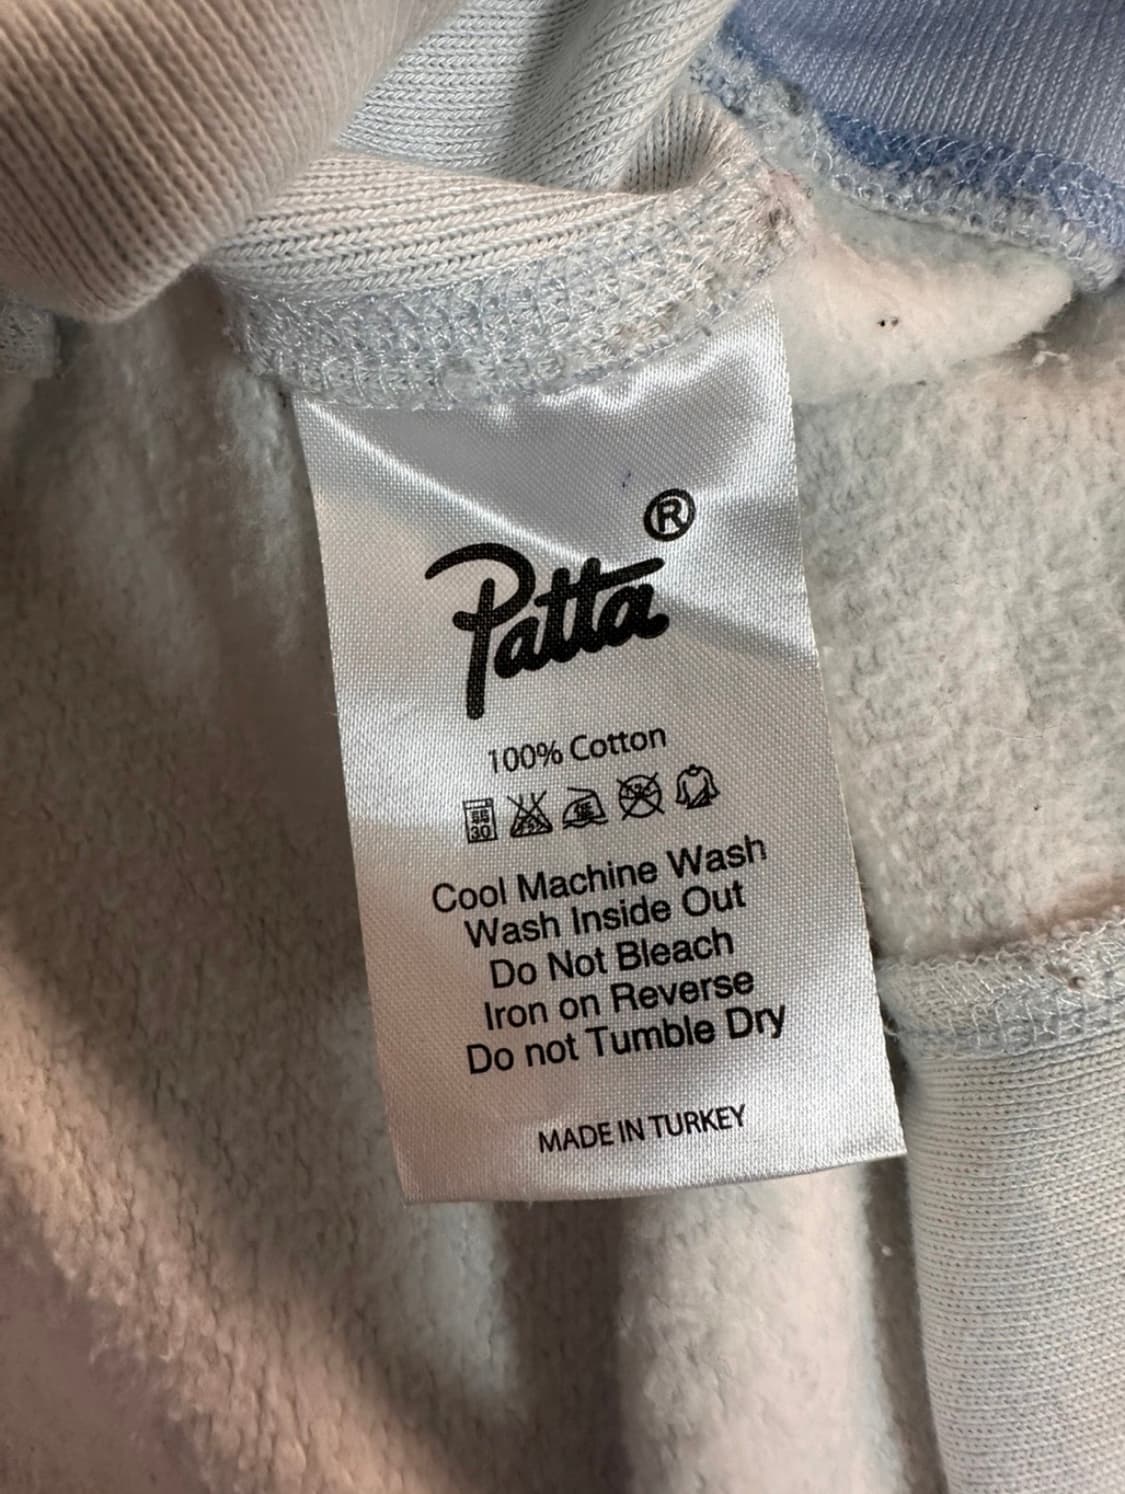 Patta®
100% Cotton
30
Cool Machine Wash
Wash Inside Out
Do Not Bleach
Iron on Reverse
Do not Tumble Dry
MADE IN TURKEY